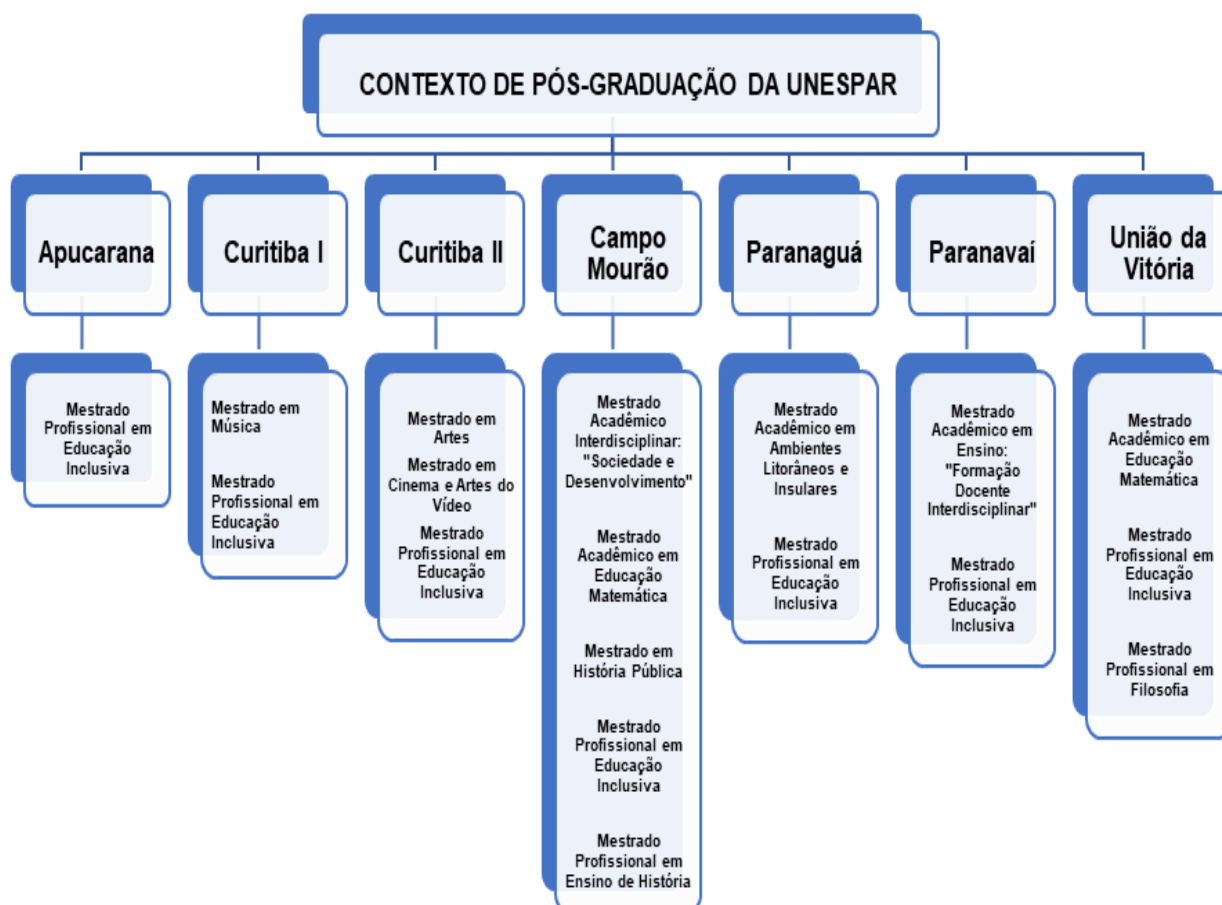 CONTEXTO DE PÓS-GRADUAÇÃO DA UNESPAR
Apucarana
Mestrado
Profissional em
Educação
Inclusiva
Curitiba I
Mestrado em
Música
Mestrado
Profissional em
Educação
Inclusiva
Curitiba II
Mestrado em
Artes
Mestrado em
Cinema e Artes do
Vídeo
Mestrado
Profissional em
Educação
Inclusiva
Campo
Mourão
Mestrado
Acadêmico
Interdisciplinar:
"Sociedade e
Desenvolvimento"
Mestrado
Acadêmico em
Educação
Matemática
Mestrado em
História Pública
Mestrado
Profissional em
Educação
Inclusiva
Mestrado
Profissional em
Ensino de História
Paranaguá
Mestrado
Acadêmico em
Ambientes
Litorâneos e
Insulares
Mestrado
Profissional em
Educação
Inclusiva
Paranavaí
Mestrado
Acadêmico em
Ensino:
"Formação
Docente
Interdisciplinar"
Mestrado
Profissional em
Educação
Inclusiva
União da
Vitória
Mestrado
Acadêmico em
Educação
Matemática
Mestrado
Profissional em
Educação
Inclusiva
Mestrado
Profissional em
Filosofia